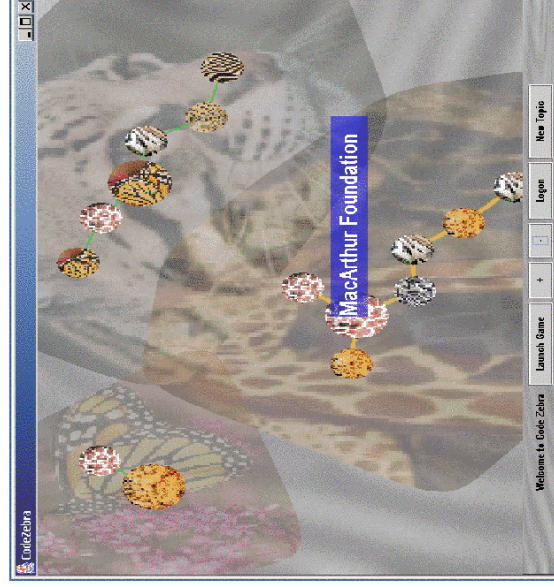 CodeZebra
MacArthur Foundation
Welcome to Code Zebra
Launch Game
+
-
Logon
New Topic